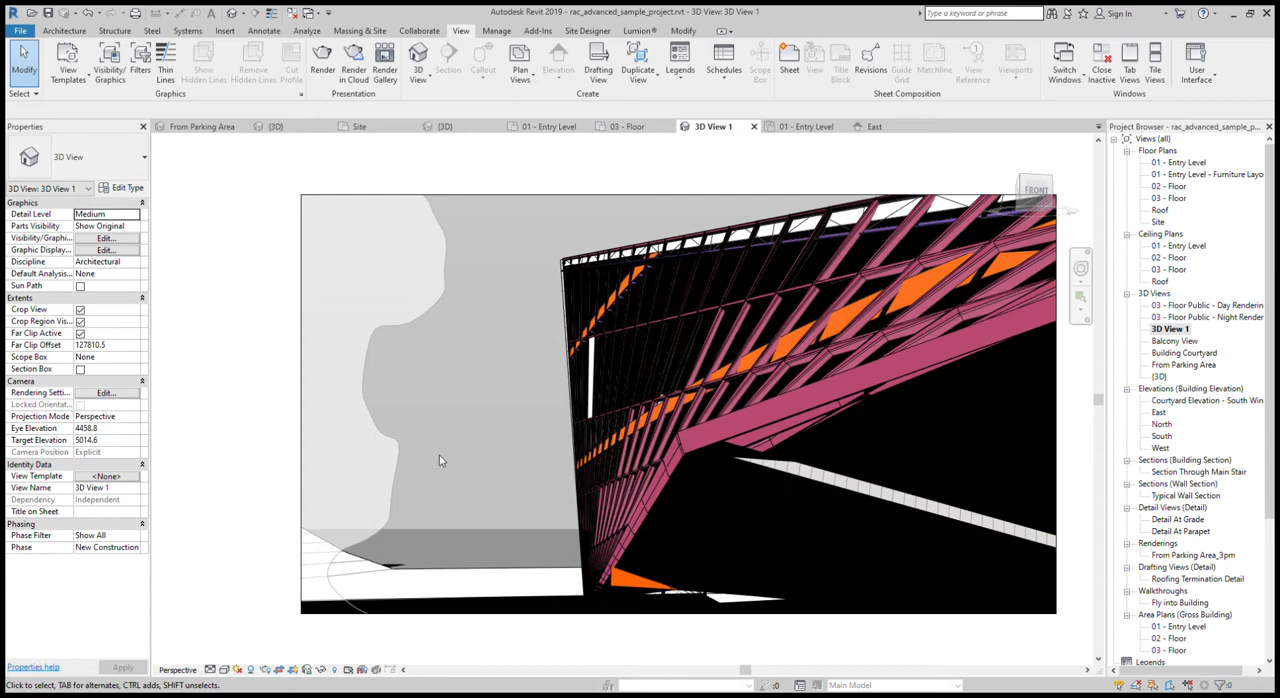 Autodesk Revit 2019 - rac_advanced_sample_project.rvt - 3D View: 3D View 1
Type a keyword or phrase
Sign In
File Architecture Structure Steel Systems Insert Annotate Analyze Massing & Site Collaborate View Manage Add-Ins Site Designer Lumion® Modify
Modify
View Templates
Visibility/ Graphics
Filters
Thin Lines
Show Hidden Lines
Remove Hidden Lines
Cut Profile
Render
Render in Cloud
Render Gallery
3D View
Section
Callout
Plan Views
Elevation
Drafting View
Duplicate View
Legends
Schedules
Scope Box
Sheet
View
Title Block
Revisions
Guide Grid
Matchline
View Reference
Viewports
Switch Windows
Close Inactive
Tab Views
Tile Views
User Interface
Select
Graphics
Presentation
Create
Sheet Composition
Windows
Properties
From Parking Area {3D} Site {3D} 01 - Entry Level 03 - Floor 3D View 1 01 - Entry Level East
3D View
3D View: 3D View 1
Edit Type
Graphics
Detail Level Medium
Parts Visibility Show Original
Visibility/Graphi... Edit...
Graphic Display... Edit...
Discipline Architectural
Default Analysis... None
Sun Path
Extents
Crop View
Crop Region Vis...
Far Clip Active
Far Clip Offset 127810.5
Scope Box None
Section Box
Camera
Rendering Setti... Edit...
Locked Orientat...
Projection Mode Perspective
Eye Elevation 4458.8
Target Elevation 5014.6
Camera Position Explicit
Identity Data
View Template <None>
View Name 3D View 1
Dependency Independent
Title on Sheet
Phasing
Phase Filter Show All
Phase New Construction
Properties help
Apply
FRONT
Project Browser - rac_advanced_sample_p...
Views (all)
Floor Plans
01 - Entry Level
01 - Entry Level - Furniture Layo
02 - Floor
03 - Floor
Roof
Site
Ceiling Plans
01 - Entry Level
02 - Floor
03 - Floor
Roof
3D Views
03 - Floor Public - Day Renderin
03 - Floor Public - Night Render
3D View 1
Balcony View
Building Courtyard
From Parking Area
{3D}
Elevations (Building Elevation)
Courtyard Elevation - South Win
East
North
South
West
Sections (Building Section)
Section Through Main Stair
Sections (Wall Section)
Typical Wall Section
Detail Views (Detail)
Detail At Grade
Detail At Parapet
Renderings
From Parking Area_3pm
Drafting Views (Detail)
Roofing Termination Detail
Walkthroughs
Fly into Building
Area Plans (Gross Building)
01 - Entry Level
02 - Floor
03 - Floor
Legends
Perspective
Click to select, TAB for alternates, CTRL adds, SHIFT unselects.
:0
Main Model
:0